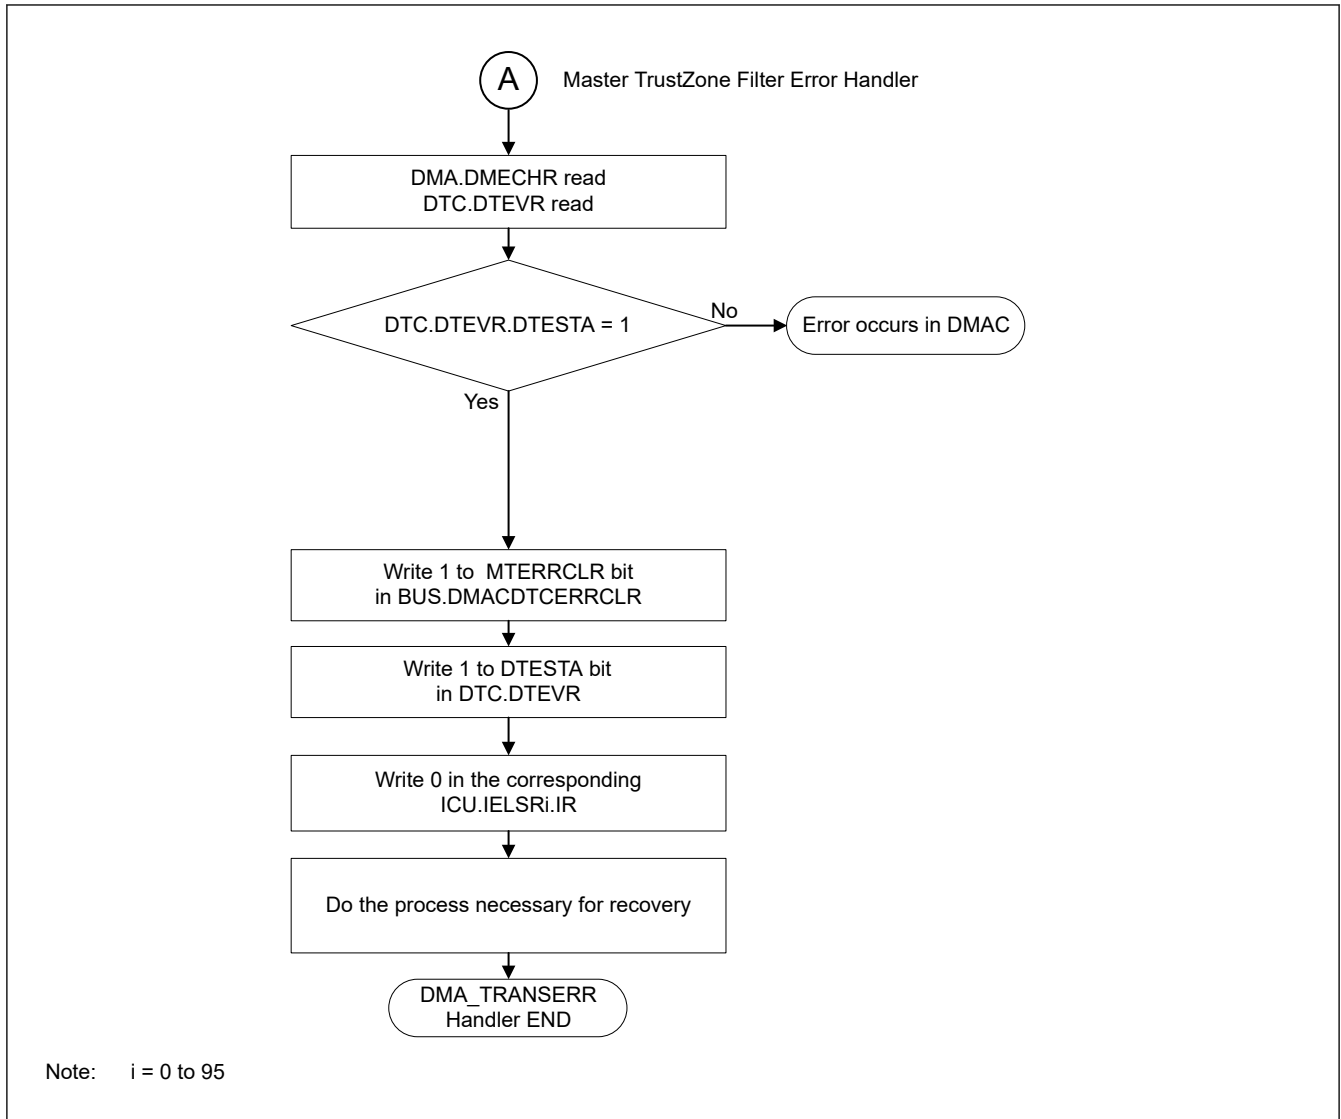 A
Master TrustZone Filter Error Handler
DMA.DMECHR read
DTC.DTEVR read
DTC.DTEVR.DTESTA = 1
No
Error occurs in DMAC
Yes
Write 1 to MTERRCLR bit
in BUS.DMACDTCERRCLR
Write 1 to DTESTA bit
in DTC.DTEVR
Write 0 in the corresponding
ICU.IELSRi.IR
Do the process necessary for recovery
DMA_TRANSERR
Handler END
Note: i = 0 to 95